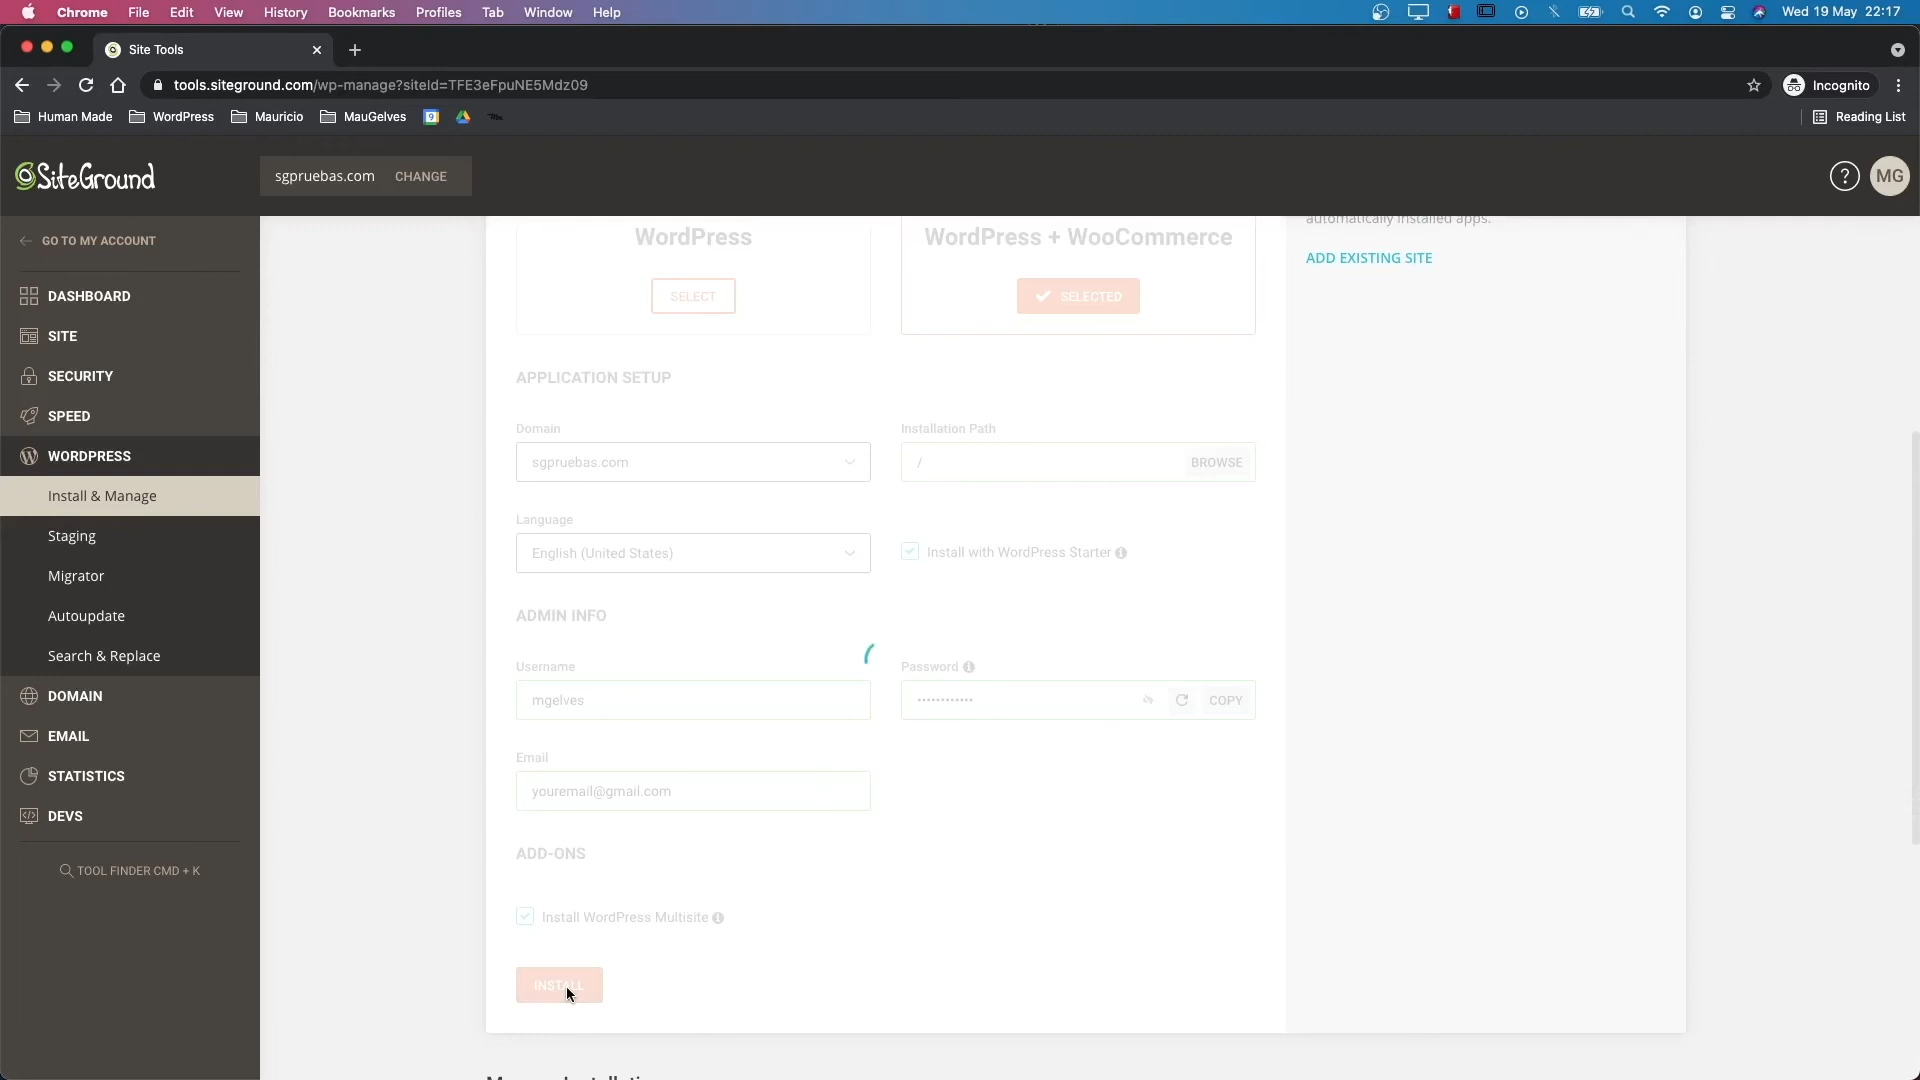 Chrome File Edit View History Bookmarks Profiles Tab Window Help Wed 19 May 22:17
Site Tools
tools.siteground.com/wp-manage?siteId=TFE3eFpuNE5Mdz09 Incognito
Human Made WordPress Mauricio MauGelves 9 Reading List
SiteGround sgpruebas.com CHANGE ? MG
automatically installed apps.
GO TO MY ACCOUNT
WordPress WordPress + WooCommerce
ADD EXISTING SITE
DASHBOARD
SELECT SELECTED
SITE
SECURITY
APPLICATION SETUP
SPEED
Domain Installation Path
WORDPRESS
sgpruebas.com / BROWSE
Install & Manage
Language
Staging
English (United States) Install with WordPress Starter
Migrator
Autoupdate
ADMIN INFO
Search & Replace
Username Password
DOMAIN
mgelves ············ COPY
EMAIL
Email
STATISTICS
youremail@gmail.com
DEVS
ADD-ONS
TOOL FINDER CMD + K
Install WordPress Multisite
INSTALL